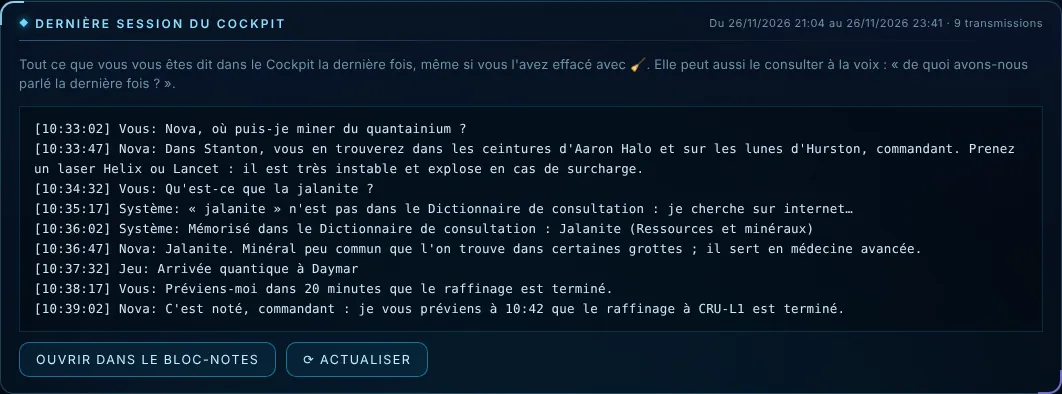 DERNIÈRE SESSION DU COCKPIT
Du 26/11/2026 21:04 au 26/11/2026 23:41 · 9 transmissions
Tout ce que vous vous êtes dit dans le Cockpit la dernière fois, même si vous l'avez effacé avec 🧹. Elle peut aussi le consulter à la voix : « de quoi avons-nous
parlé la dernière fois ? ».
[10:33:02] Vous: Nova, où puis-je miner du quantainium ?
[10:33:47] Nova: Dans Stanton, vous en trouverez dans les ceintures d'Aaron Halo et sur les lunes d'Hurston, commandant. Prenez
un laser Helix ou Lancet : il est très instable et explose en cas de surcharge.
[10:34:32] Vous: Qu'est-ce que la jalanite ?
[10:35:17] Système: « jalanite » n'est pas dans le Dictionnaire de consultation : je cherche sur internet…
[10:36:02] Système: Mémorisé dans le Dictionnaire de consultation : Jalanite (Ressources et minéraux)
[10:36:47] Nova: Jalanite. Minéral peu commun que l'on trouve dans certaines grottes ; il sert en médecine avancée.
[10:37:32] Jeu: Arrivée quantique à Daymar
[10:38:17] Vous: Préviens-moi dans 20 minutes que le raffinage est terminé.
[10:39:02] Nova: C'est noté, commandant : je vous préviens à 10:42 que le raffinage à CRU-L1 est terminé.
OUVRIR DANS LE BLOC-NOTES
⟳ ACTUALISER